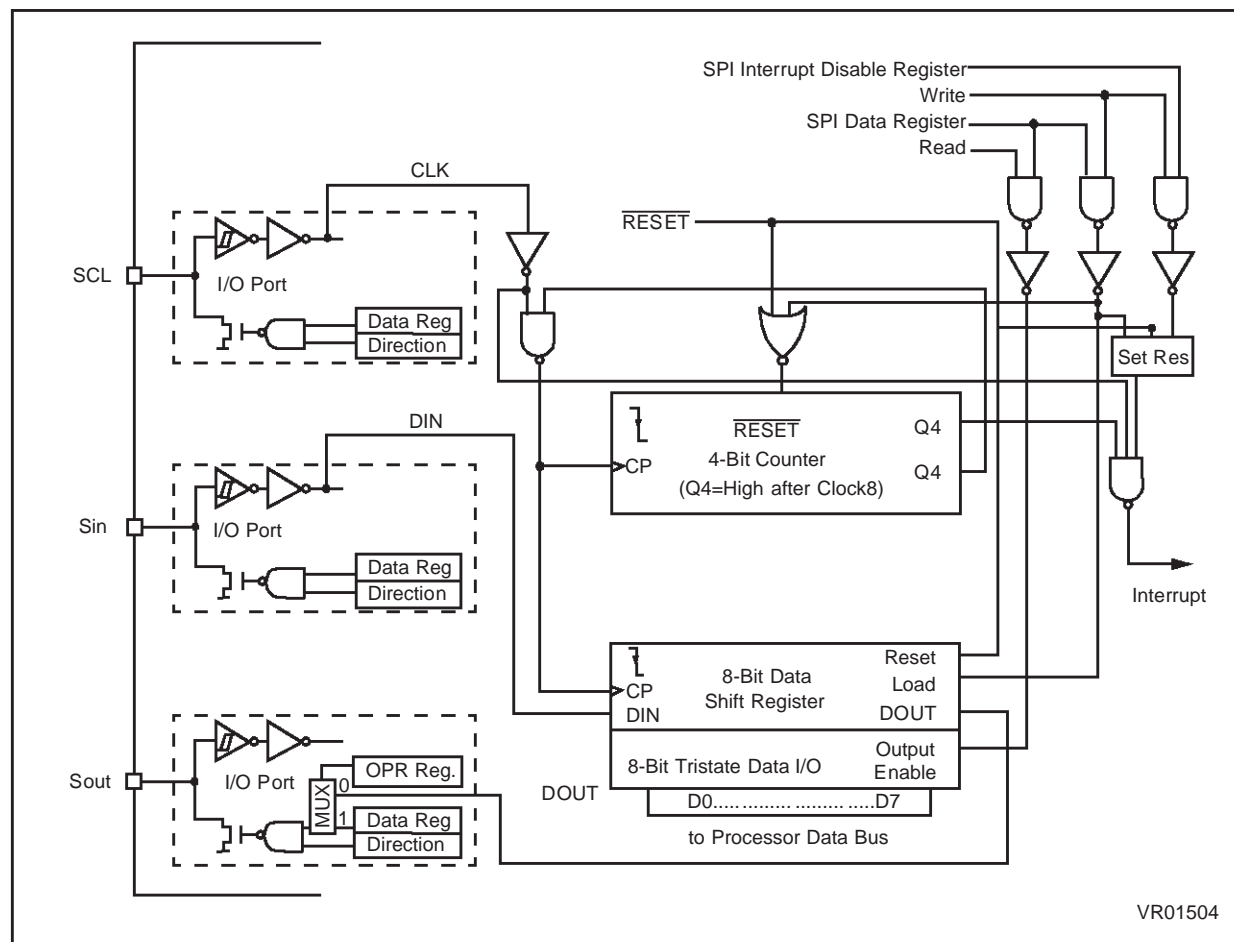 SPI Interrupt Disable Register
Write
SPI Data Register
Read
CLK
RESET
SCL
I/O Port
Data Reg
Direction
Set Res
DIN
RESET
Q4
CP
4-Bit Counter
Q4
(Q4=High after Clock8)
Sin
I/O Port
Data Reg
Direction
Interrupt
Reset
8-Bit Data
Load
CP
Shift Register
DIN
DOUT
Output
Sout
I/O Port
OPR Reg.
8-Bit Tristate Data I/O
Enable
MUX
0
DOUT
D0..... ......... ......... .....D7
1
Data Reg
Direction
to Processor Data Bus
VR01504